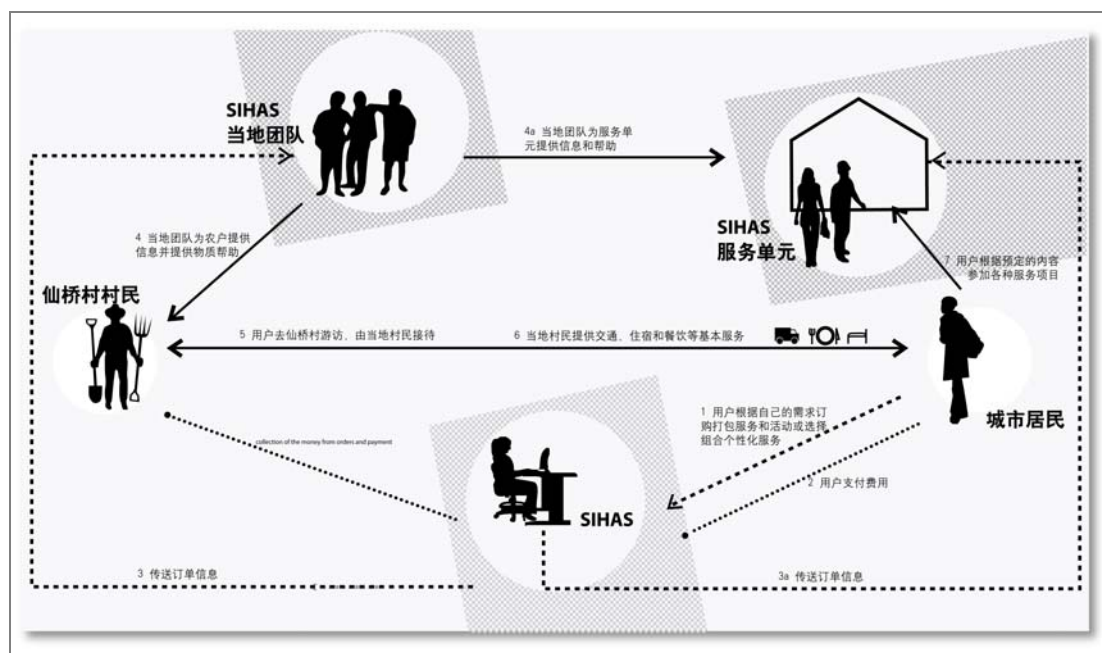 SIHAS
当地团队
4a 当地团队为服务单
元提供信息和帮助
SIHAS
服务单元
4 当地团队为农户提供
信息并提供物质帮助
7 用户根据预定的内容
参加各种服务项目
仙桥村村民
5 用户去仙桥村游访、由当地村民接待
6 当地村民提供交通、住宿和餐饮等基本服务
城市居民
1 用户根据自己的需求订
购打包服务和活动或选择
组合个性化服务
collection of the money from orders and payment
2 用户支付费用
SIHAS
3 传送订单信息
3a 传送订单信息